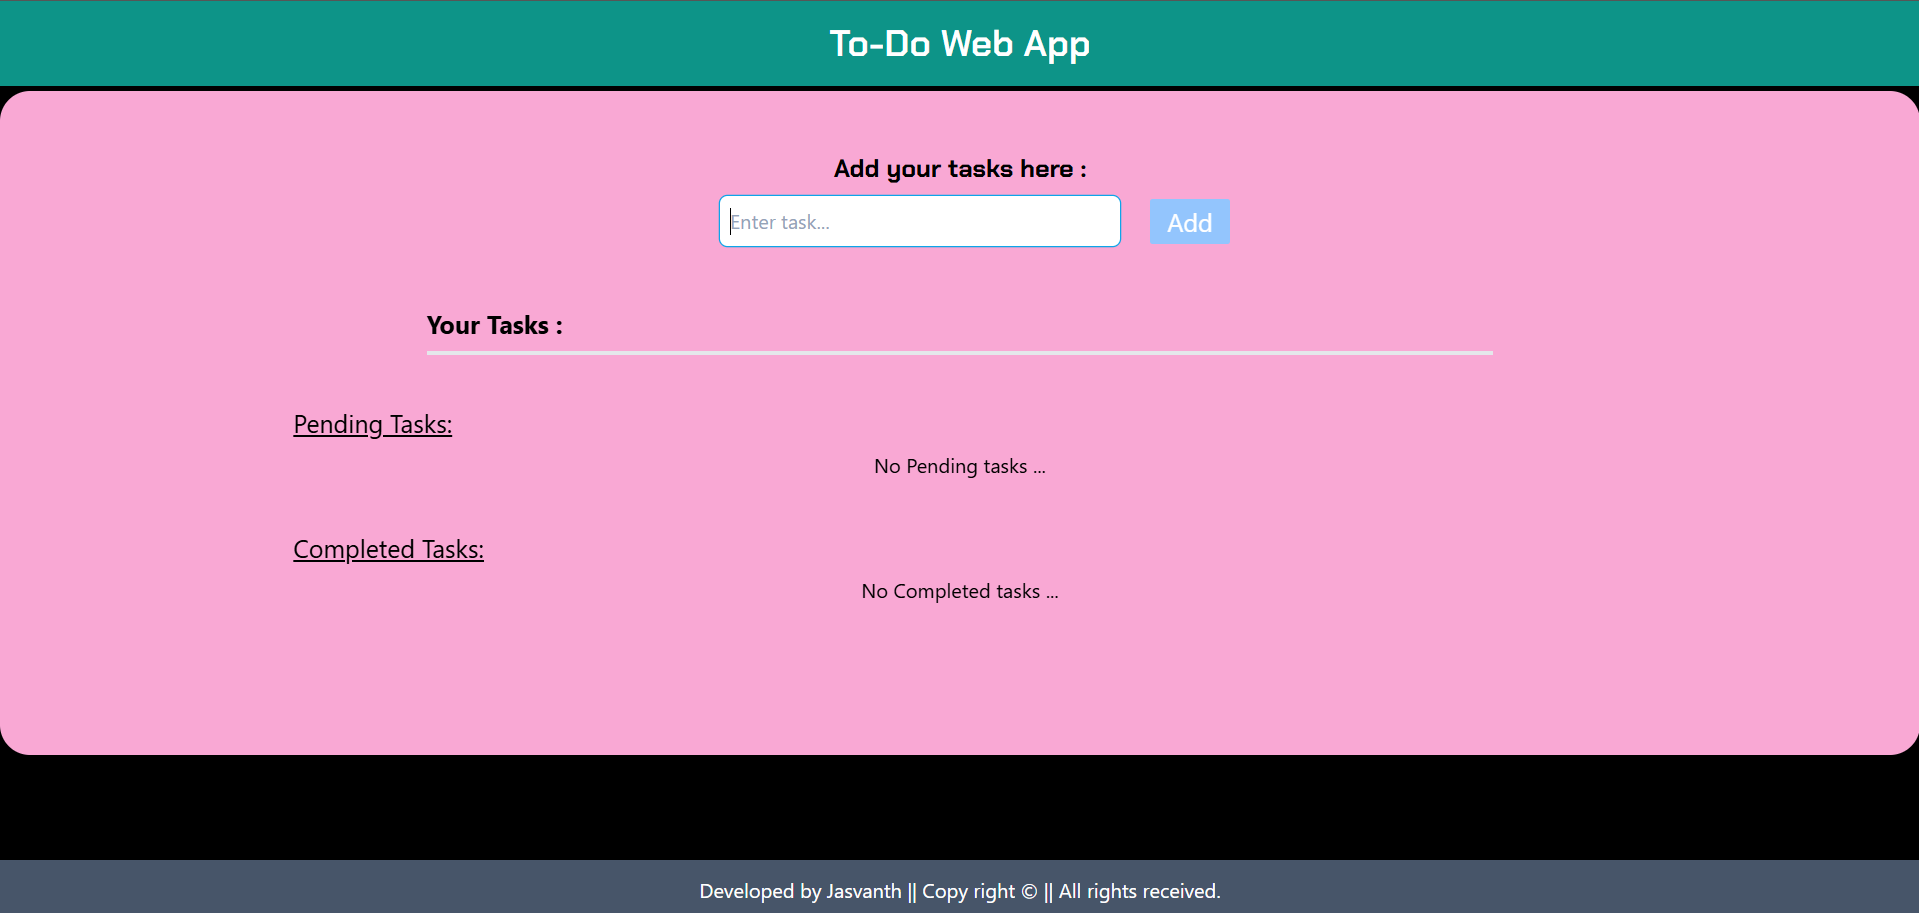 To-Do Web App
Add your tasks here :
Enter task...
Add
Your Tasks :
Pending Tasks:
No Pending tasks ...
Completed Tasks:
No Completed tasks ...
Developed by Jasvanth || Copy right © || All rights received.